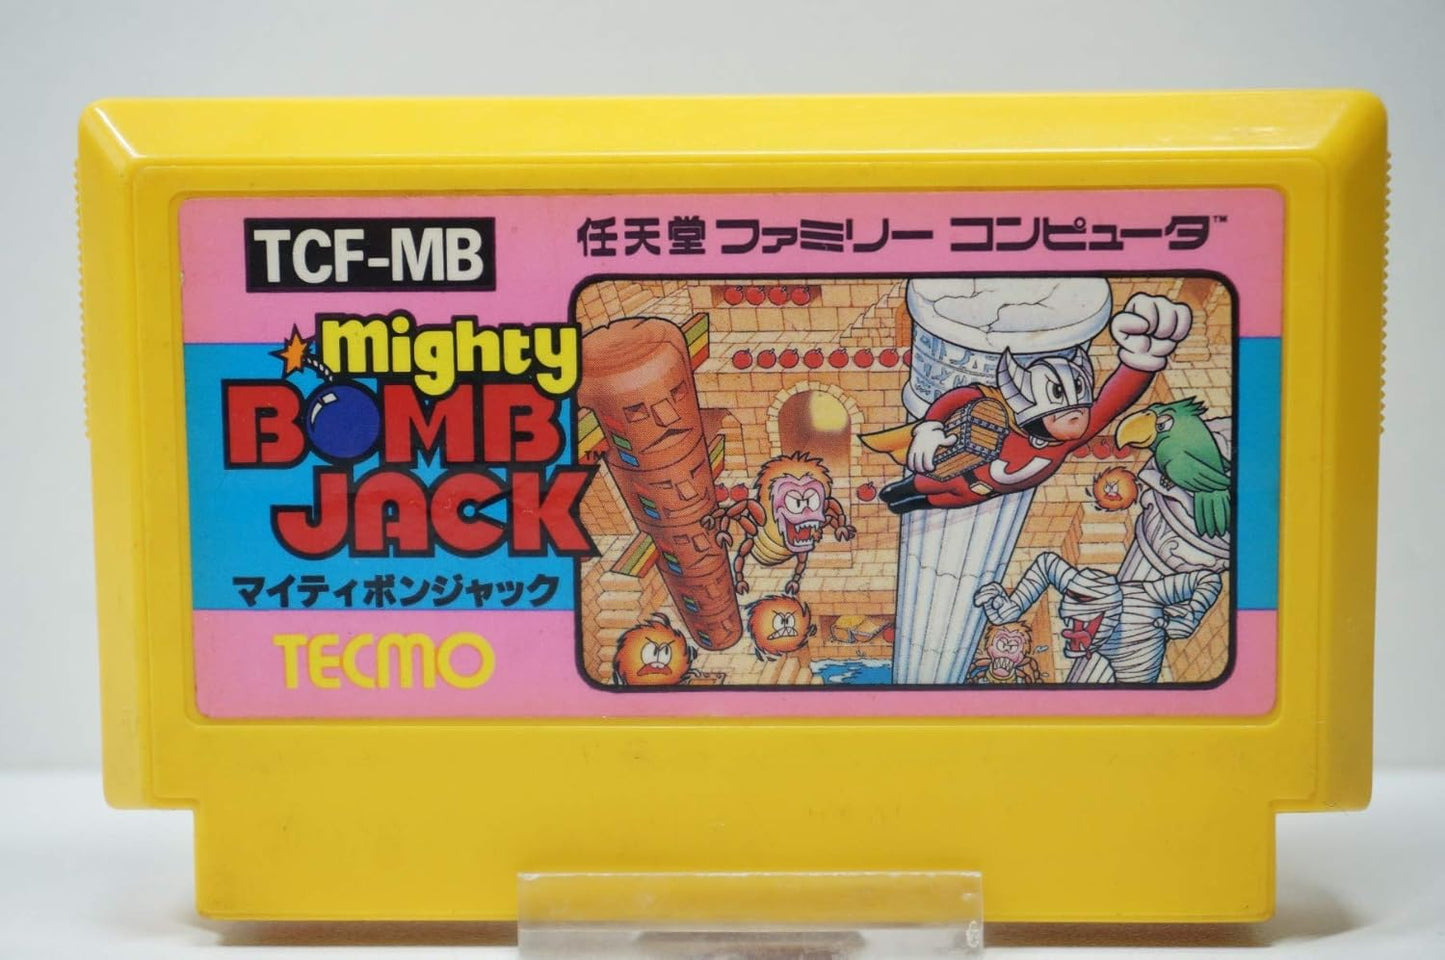 TCF-MB
任天堂ファミリー コンピュータ™
mighty
BOMB
JACK™
マイティボンジャック
TECMO